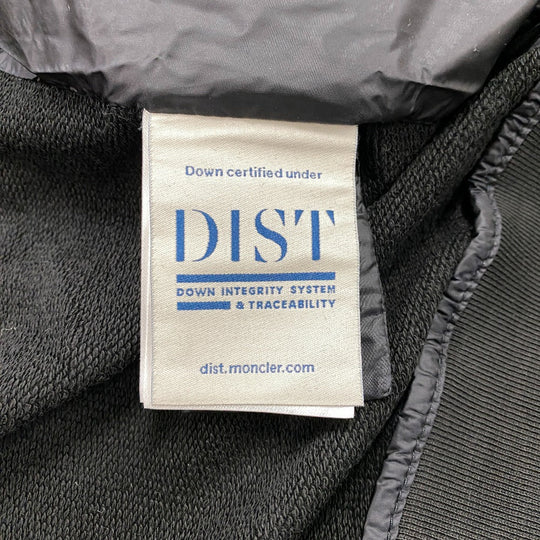 Down certified under
DIST
DOWN INTEGRITY SYSTEM
& TRACEABILITY
dist.moncler.com